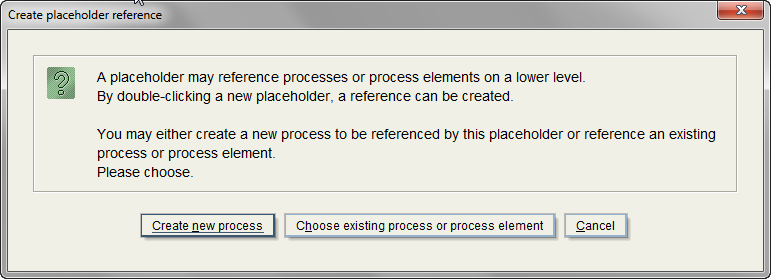 Create placeholder reference
A placeholder may reference processes or process elements on a lower level.
By double-clicking a new placeholder, a reference can be created.
You may either create a new process to be referenced by this placeholder or reference an existing
process or process element.
Please choose.
Create new process
Choose existing process or process element
Cancel